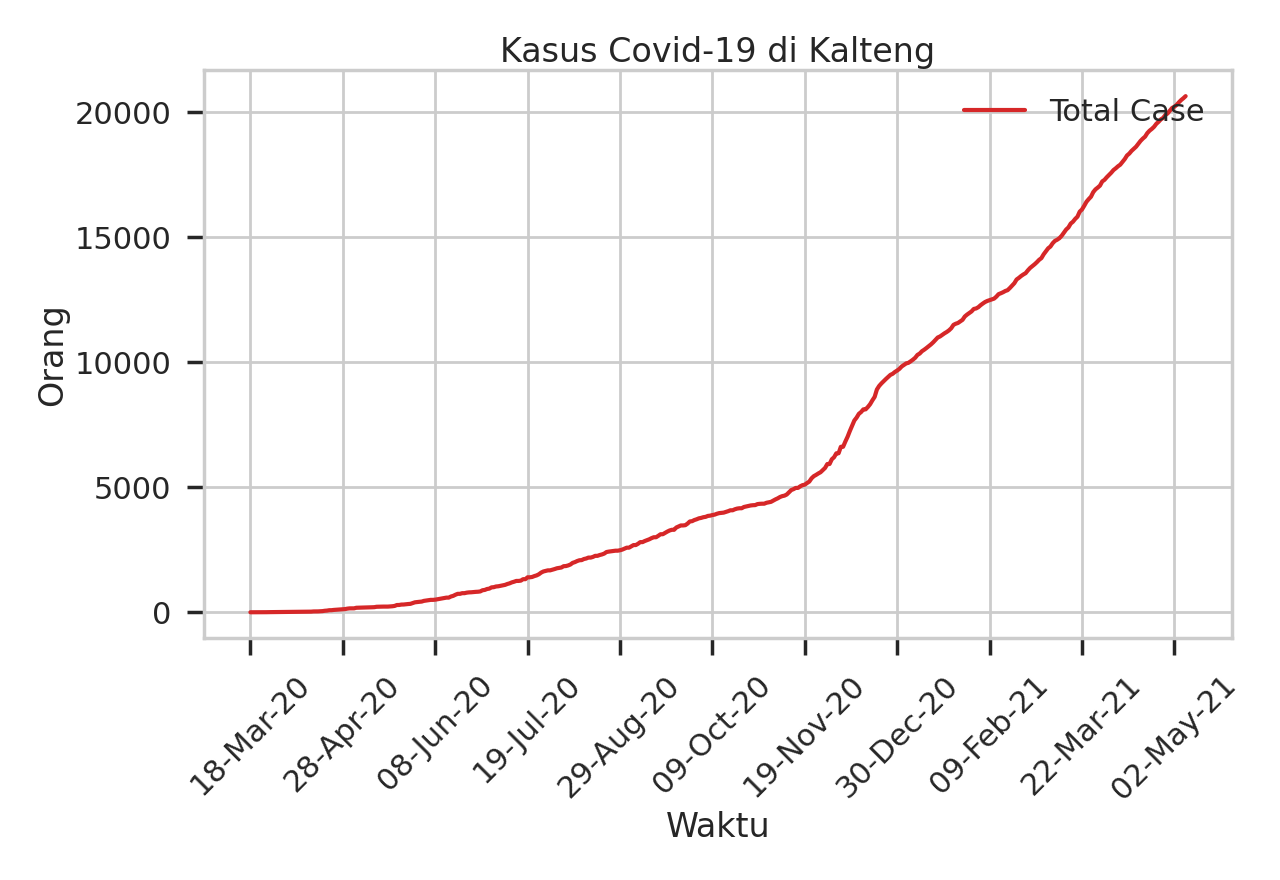 Kasus Covid-19 di Kalteng
Total Case
20000
15000
10000
5000
0
Orang
18-Mar-20
28-Apr-20
08-Jun-20
19-Jul-20
29-Aug-20
09-Oct-20
19-Nov-20
30-Dec-20
09-Feb-21
22-Mar-21
02-May-21
Waktu